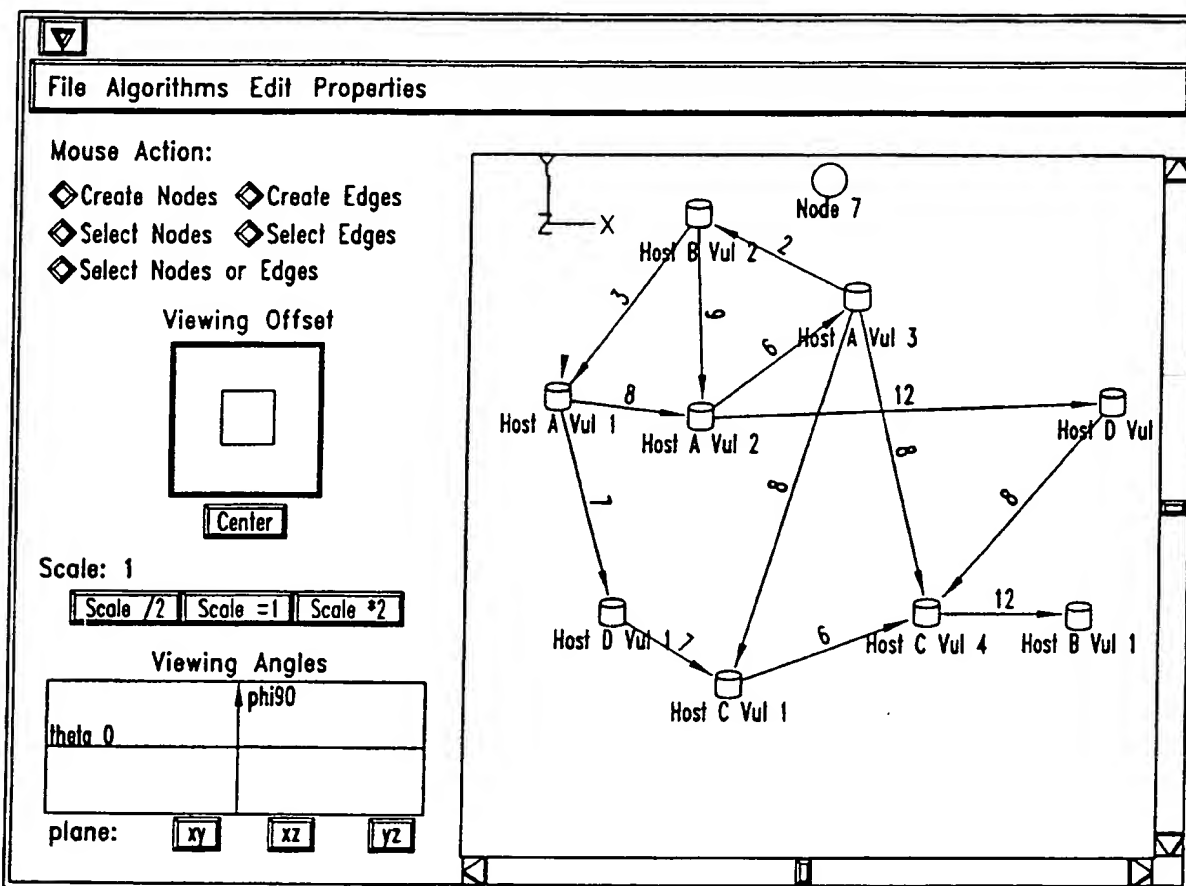 File Algorithms Edit Properties
Mouse Action:
Create Nodes Create Edges
Select Nodes Select Edges
Select Nodes or Edges
Viewing Offset
Center
Scale: 1
Scale /2 Scale =1 Scale *2
Viewing Angles
phi90
theta 0
plane: xy xz yz
Y
Z X
Node 7
Host B Vul 2
2
3
6
6
Host A Vul 3
8
12
Host A Vul 1
Host A Vul 2
Host D Vul
8
8
8
7
12
Host D Vul 1
7
6
Host C Vul 4
Host B Vul 1
Host C Vul 1